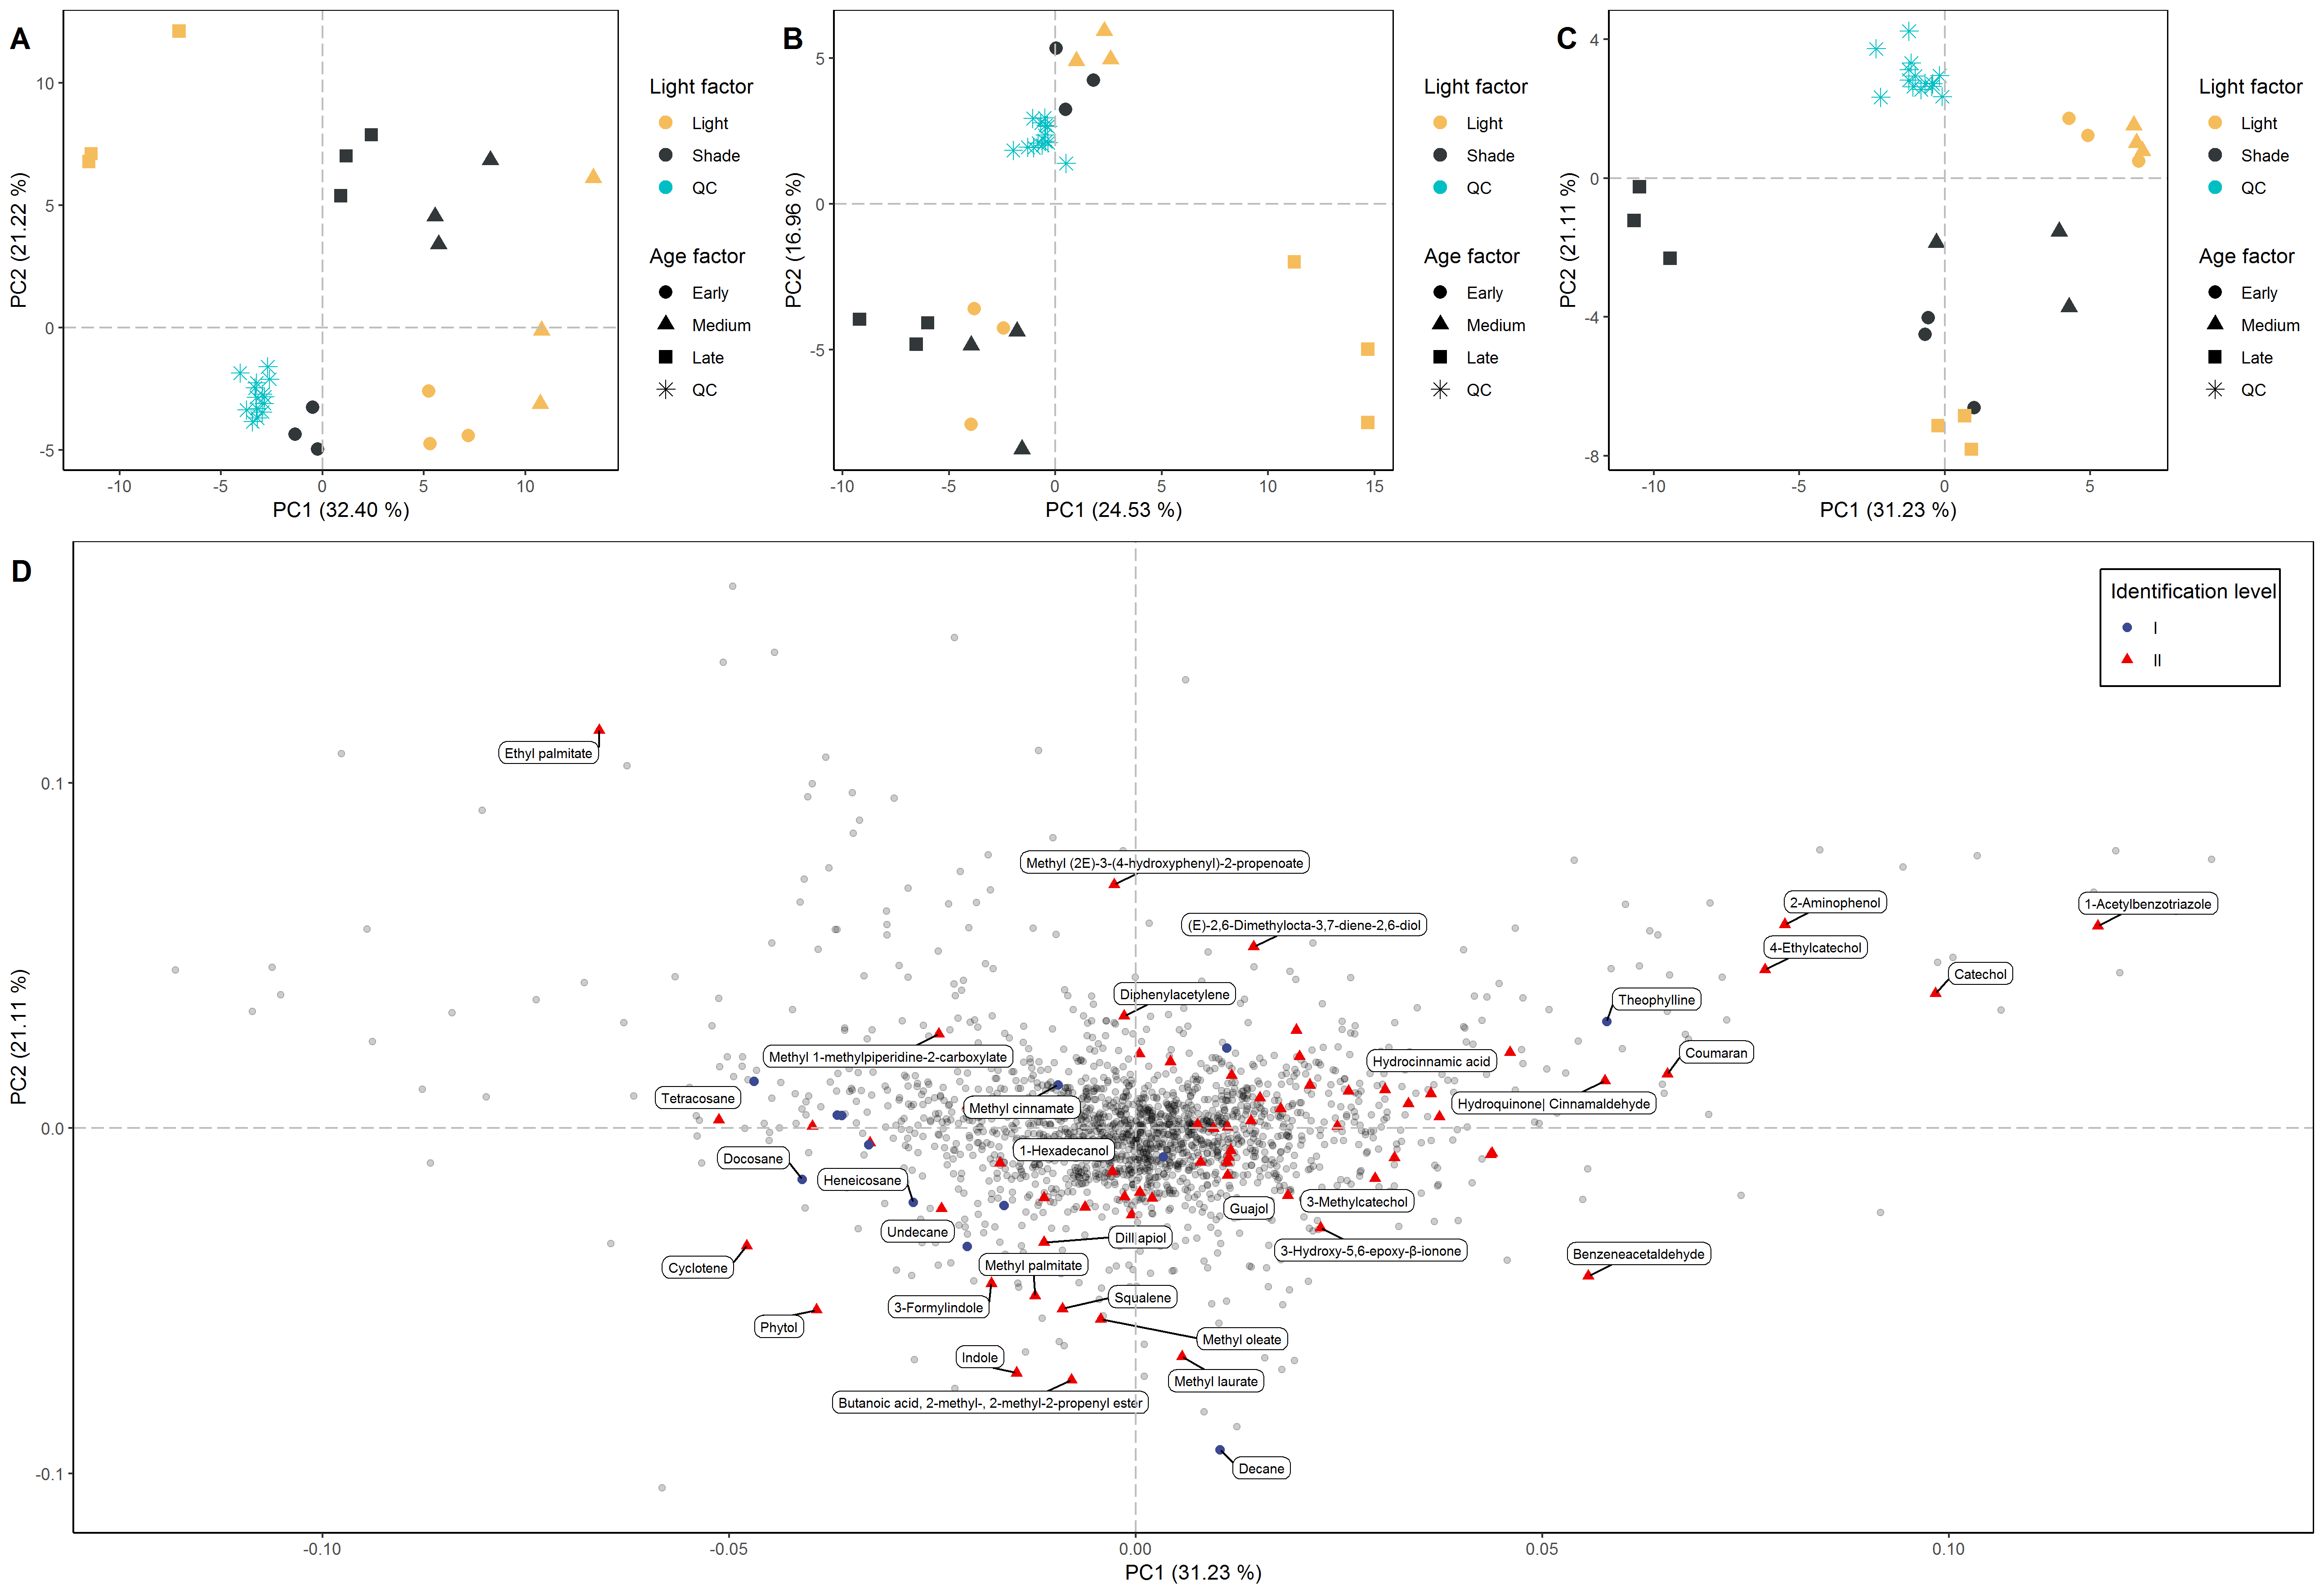 A
10
5
0
-5
PC2 (21.22 %)
-10
-5
0
5
10
PC1 (32.40 %)
Light factor
Light
Shade
QC
Age factor
Early
Medium
Late
QC
B
5
0
-5
PC2 (16.96 %)
-10
-5
0
5
10
15
PC1 (24.53 %)
Light factor
Light
Shade
QC
Age factor
Early
Medium
Late
QC
C
4
0
-4
-8
PC2 (21.11 %)
-10
-5
0
5
PC1 (31.23 %)
Light factor
Light
Shade
QC
Age factor
Early
Medium
Late
QC
D
Identification level
I
II
Ethyl palmitate
Methyl (2E)-3-(4-hydroxyphenyl)-2-propenoate
2-Aminophenol
1-Acetylbenzotriazole
(E)-2,6-Dimethylocta-3,7-diene-2,6-diol
4-Ethylcatechol
Catechol
Diphenylacetylene
Theophylline
Methyl 1-methylpiperidine-2-carboxylate
Hydrocinnamic acid
Coumaran
Tetracosane
Methyl cinnamate
Hydroquinone| Cinnamaldehyde
1-Hexadecanol
Docosane
Heneicosane
3-Methylcatechol
Guajol
Undecane
Dill apiol
3-Hydroxy-5,6-epoxy-β-ionone
Benzeneacetaldehyde
Cyclotene
Methyl palmitate
3-Formylindole
Squalene
Phytol
Methyl oleate
Indole
Methyl laurate
Butanoic acid, 2-methyl-, 2-methyl-2-propenyl ester
Decane
0.1
0.0
-0.1
PC2 (21.11 %)
-0.10
-0.05
0.00
0.05
0.10
PC1 (31.23 %)